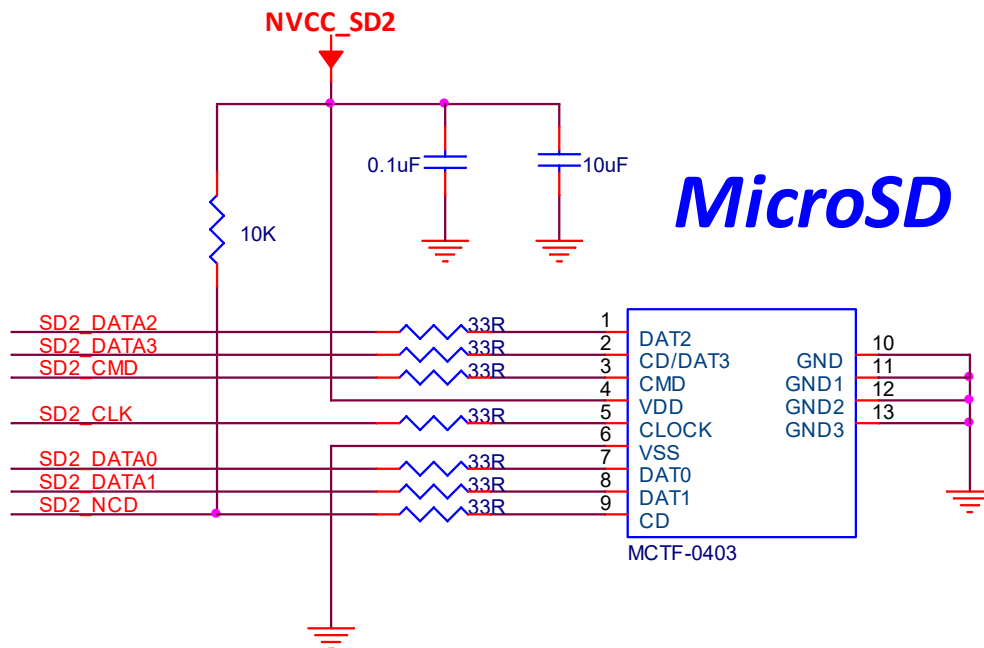 NVCC_SD2
0.1uF
10uF
MicroSD
10K
SD2_DATA2
33R
1
DAT2
SD2_DATA3
33R
2
CD/DAT3
GND
10
SD2_CMD
33R
3
CMD
GND1
11
4
VDD
GND2
12
SD2_CLK
33R
5
CLOCK
GND3
13
6
VSS
SD2_DATA0
33R
7
DAT0
SD2_DATA1
33R
8
DAT1
SD2_NCD
33R
9
CD
MCTF-0403